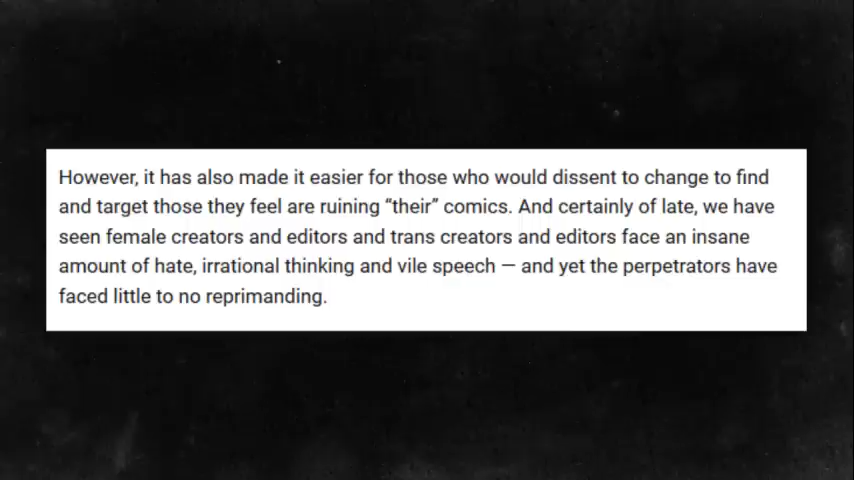 However, it has also made it easier for those who would dissent to change to find
and target those they feel are ruining “their” comics. And certainly of late, we have
seen female creators and editors and trans creators and editors face an insane
amount of hate, irrational thinking and vile speech — and yet the perpetrators have
faced little to no reprimanding.